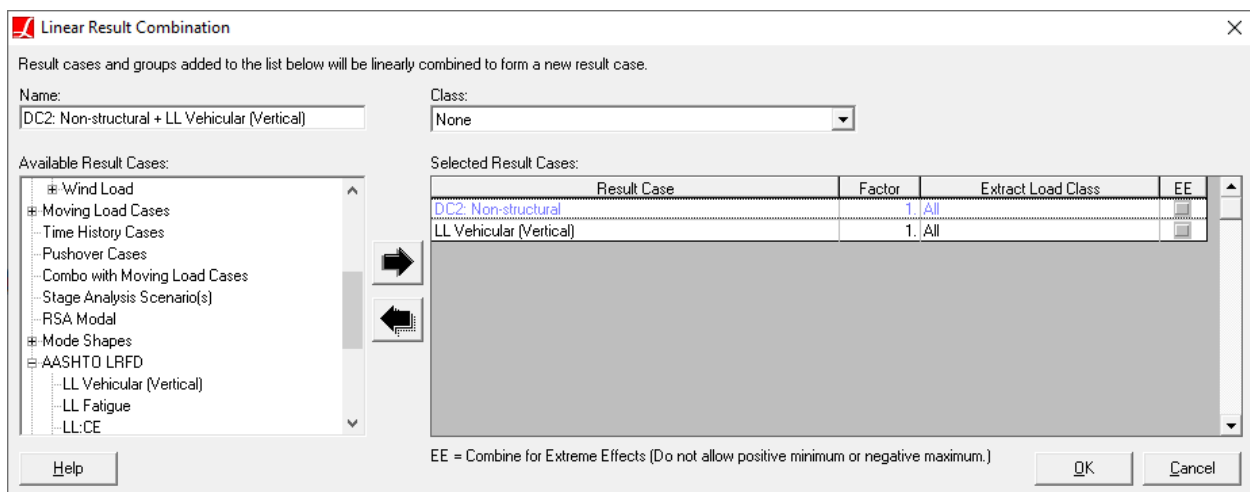 Linear Result Combination
Result cases and groups added to the list below will be linearly combined to form a new result case.
Name:
DC2: Non-structural + LL Vehicular (Vertical)
Class:
None
Available Result Cases:
Wind Load
Moving Load Cases
Time History Cases
Pushover Cases
Combo with Moving Load Cases
Stage Analysis Scenario(s)
RSA Modal
Mode Shapes
AASHTO LRFD
LL Vehicular (Vertical)
LL Fatigue
LL:CE
Selected Result Cases:
Result Case Factor Extract Load Class EE
DC2: Non-structural 1. All
LL Vehicular (Vertical) 1. All
EE = Combine for Extreme Effects (Do not allow positive minimum or negative maximum.)
Help
OK
Cancel